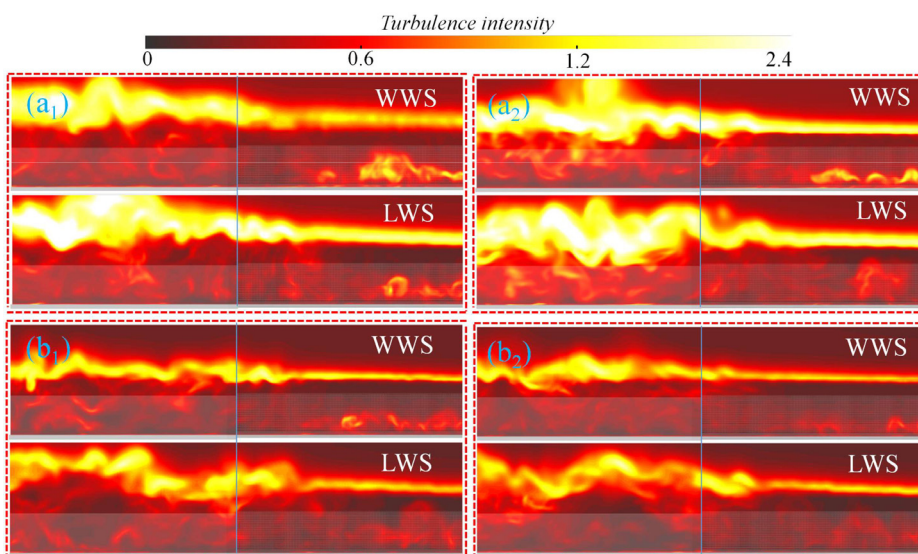 Turbulence intensity
0 0.6 1.2 2.4
(a1) WWS
LWS
(a2) WWS
LWS
(b1) WWS
LWS
(b2) WWS
LWS